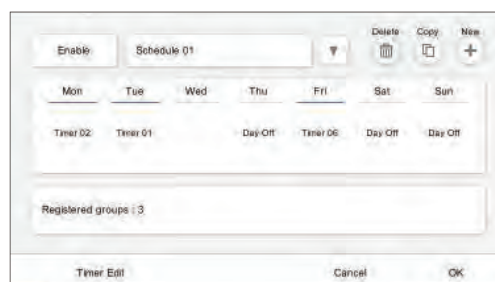 Delete Copy New
Enable Schedule 01 ▼
Mon Tue Wed Thu Fri Sat Sun
Timer 02 Timer 01 Day Off Timer 06 Day Off Day Off
Registered groups : 3
Timer Edit Cancel OK